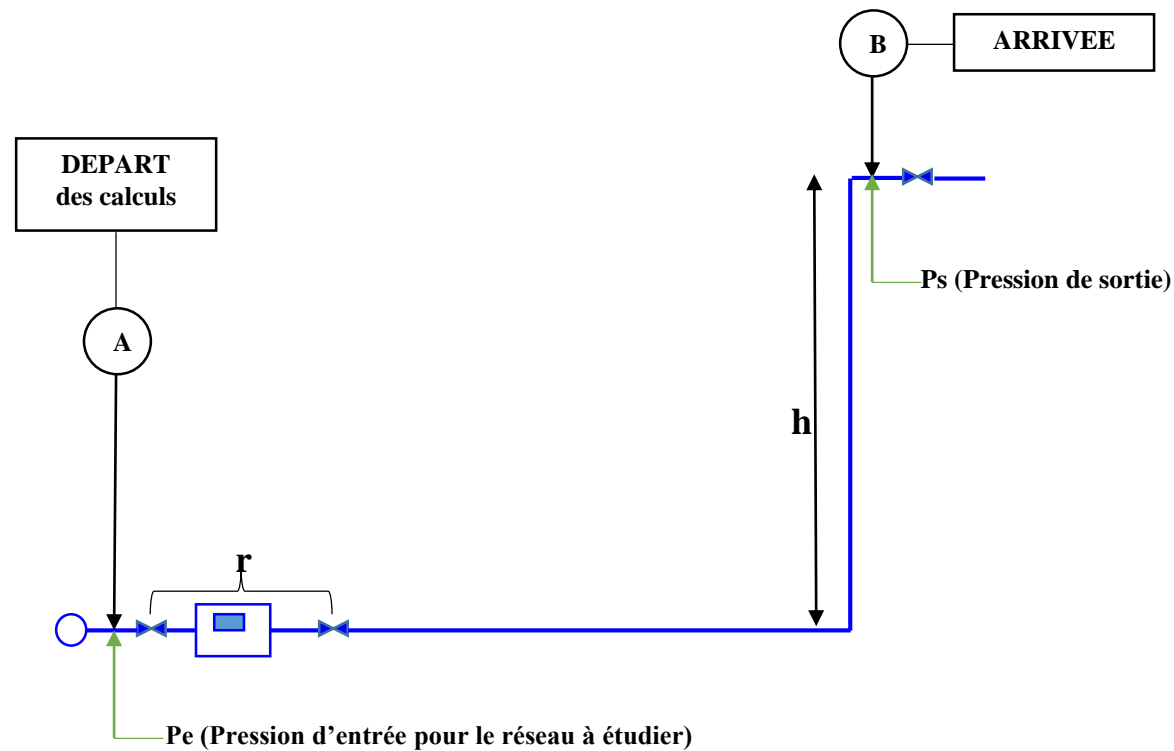 B
ARRIVEE
DEPART
des calculs
Ps (Pression de sortie)
A
h
r
Pe (Pression d’entrée pour le réseau à étudier)